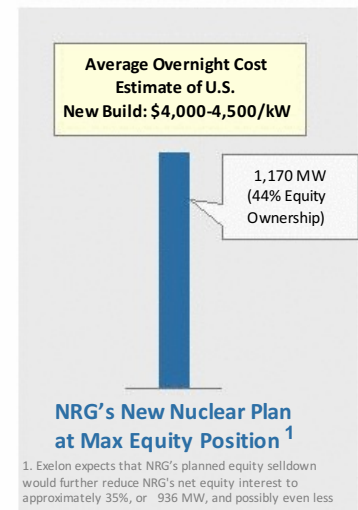 Average Overnight Cost
Estimate of U.S.
New Build: $4,000-4,500/kW
1,170 MW
(44% Equity
Ownership)
NRG's New Nuclear Plan
at Max Equity Position 1
1. Exelon expects that NRG's planned equity selldown
would further reduce NRG's net equity interest to
approximately 35%, or 936 MW, and possibly even less